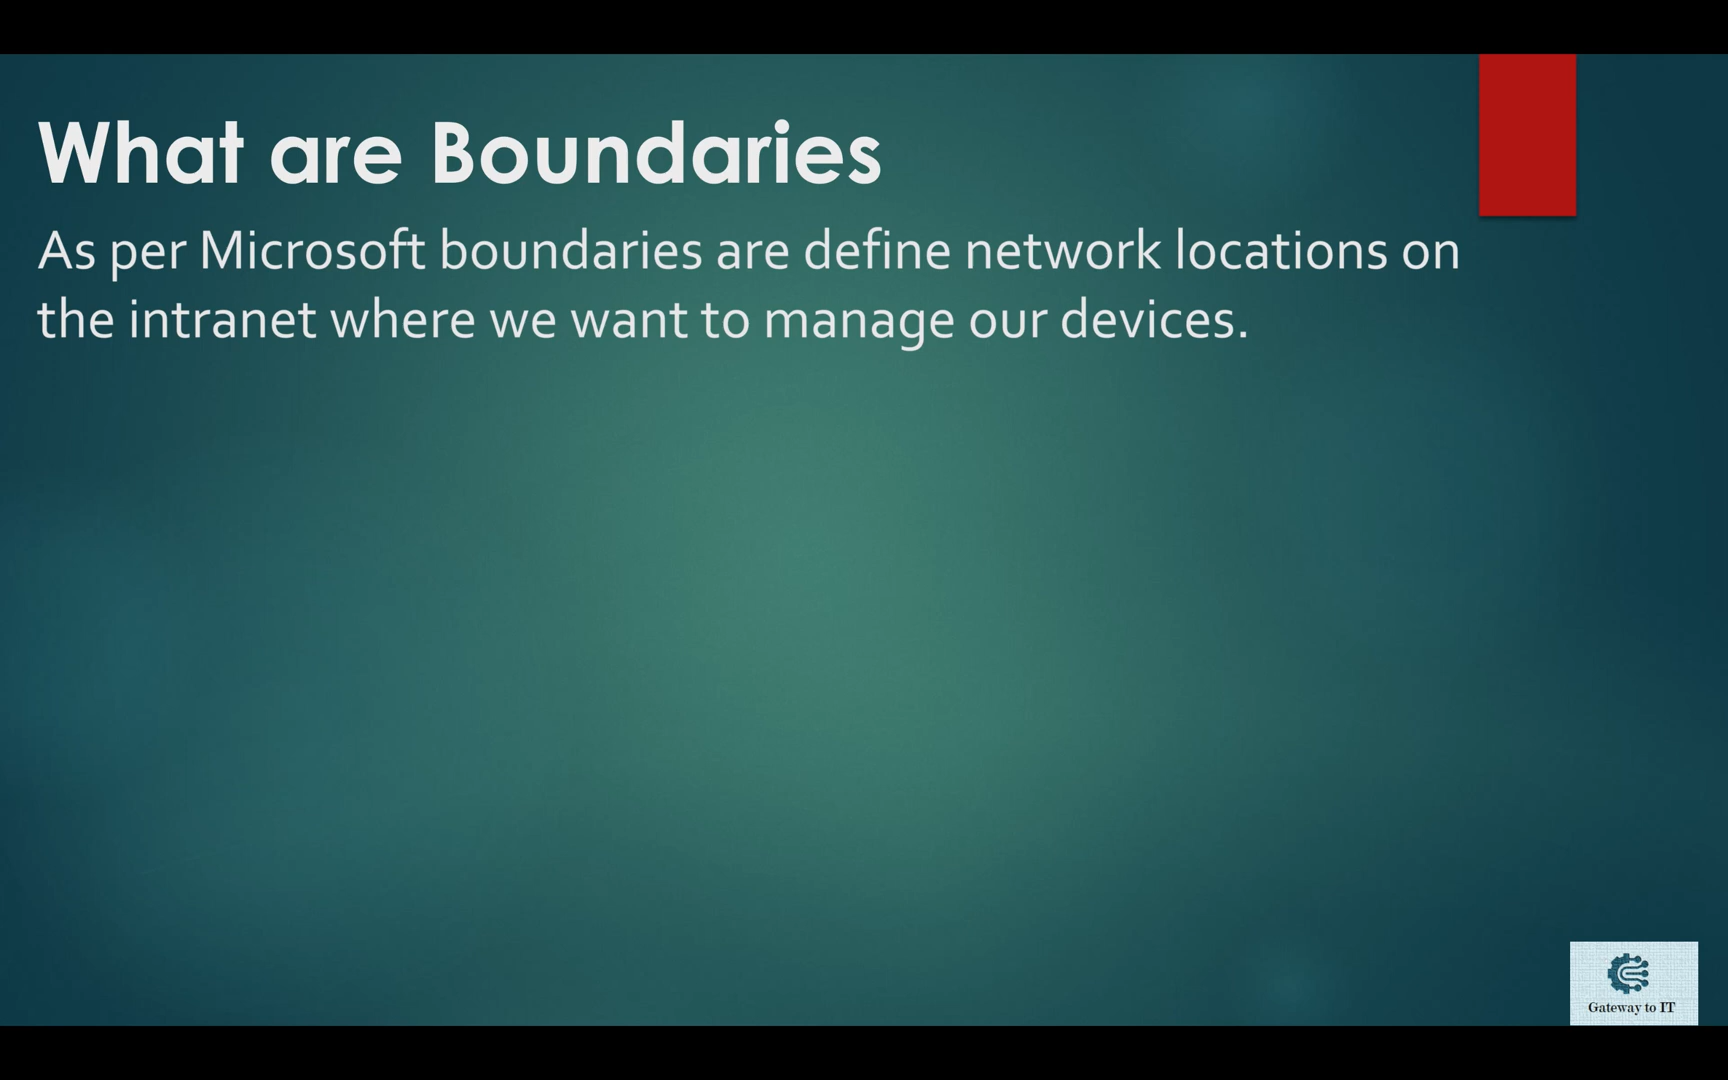 What are Boundaries
As per Microsoft boundaries are define network locations on
the intranet where we want to manage our devices.
Gateway to IT